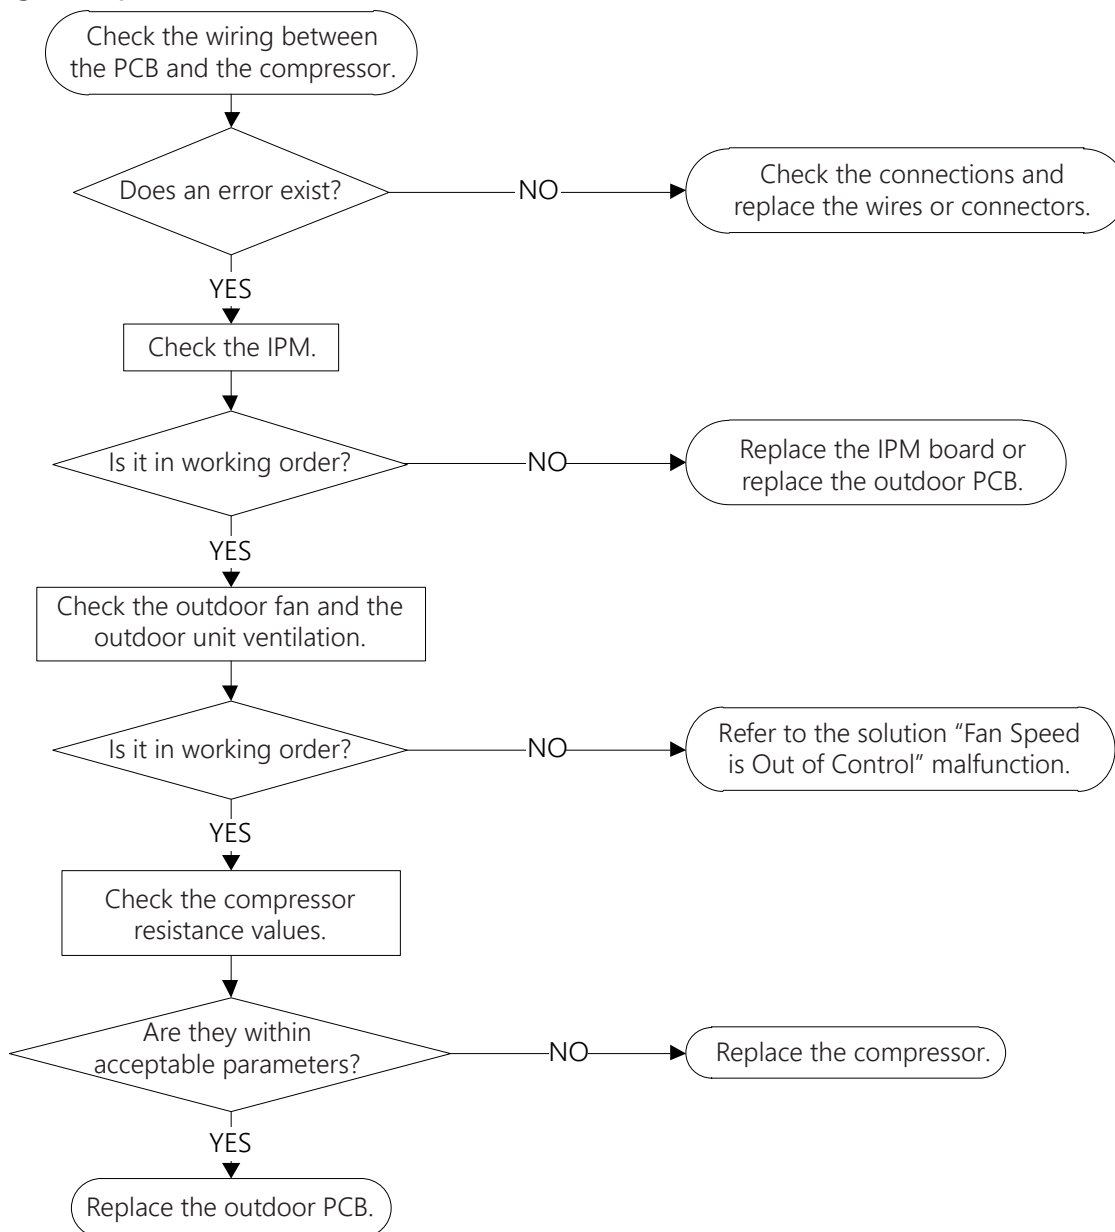 Check the wiring between
the PCB and the compressor.
Does an error exist?
NO
Check the connections and
replace the wires or connectors.
YES
Check the IPM.
Is it in working order?
NO
Replace the IPM board or
replace the outdoor PCB.
YES
Check the outdoor fan and the
outdoor unit ventilation.
Is it in working order?
NO
Refer to the solution “Fan Speed
is Out of Control” malfunction.
YES
Check the compressor
resistance values.
Are they within
acceptable parameters?
NO
Replace the compressor.
YES
Replace the outdoor PCB.